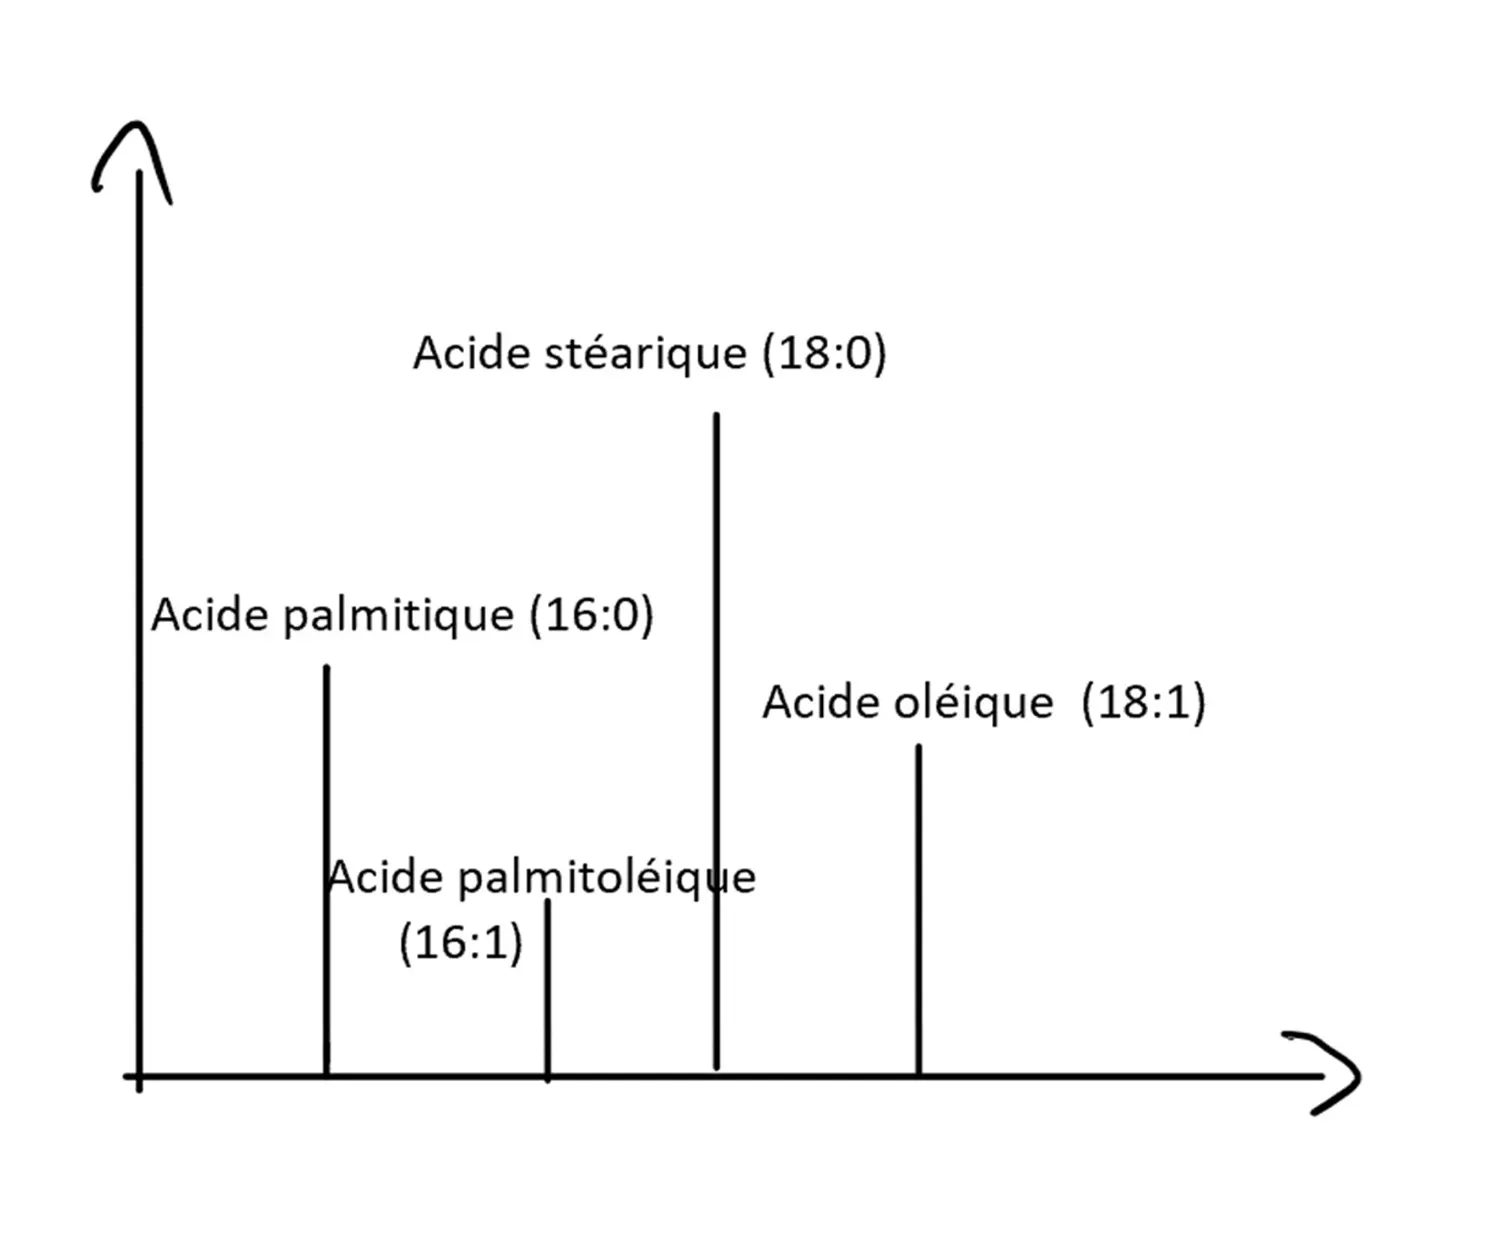 Acide stéarique (18:0)
Acide palmitique (16:0)
Acide oléique (18:1)
Acide palmitoléique
(16:1)